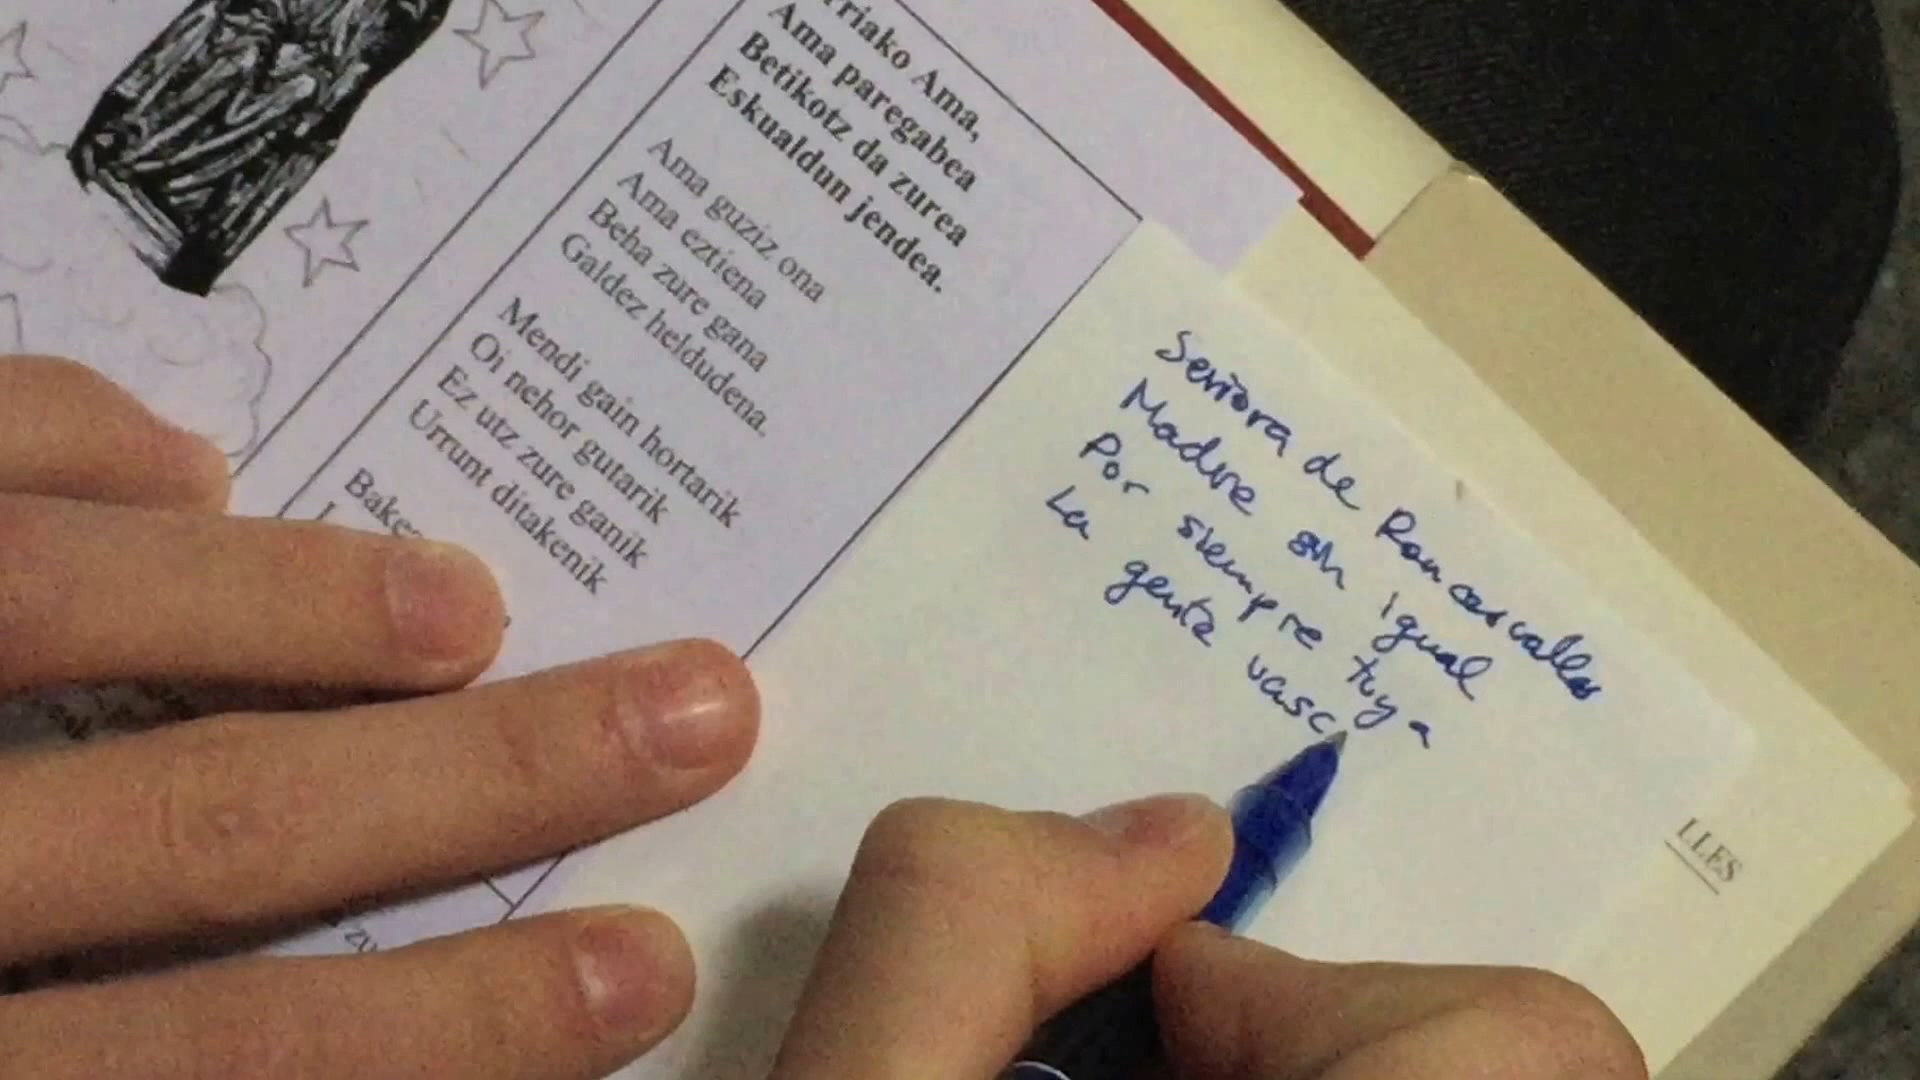 rriako Ama,
Ama paregabea
Betikotz da zurea
Eskualdun jendea.
Ama guziz ona
Ama eztiena
Beha zure gana
Galdez heldudena.
Mendi gain hortarik
Oi nehor gutarik
Ez utz zure ganik
Urrunt ditakenik
Bakez
zu
Señora de Roncesvalles
Madre sin igual
Por siempre tuya
La gente vasc
LLES